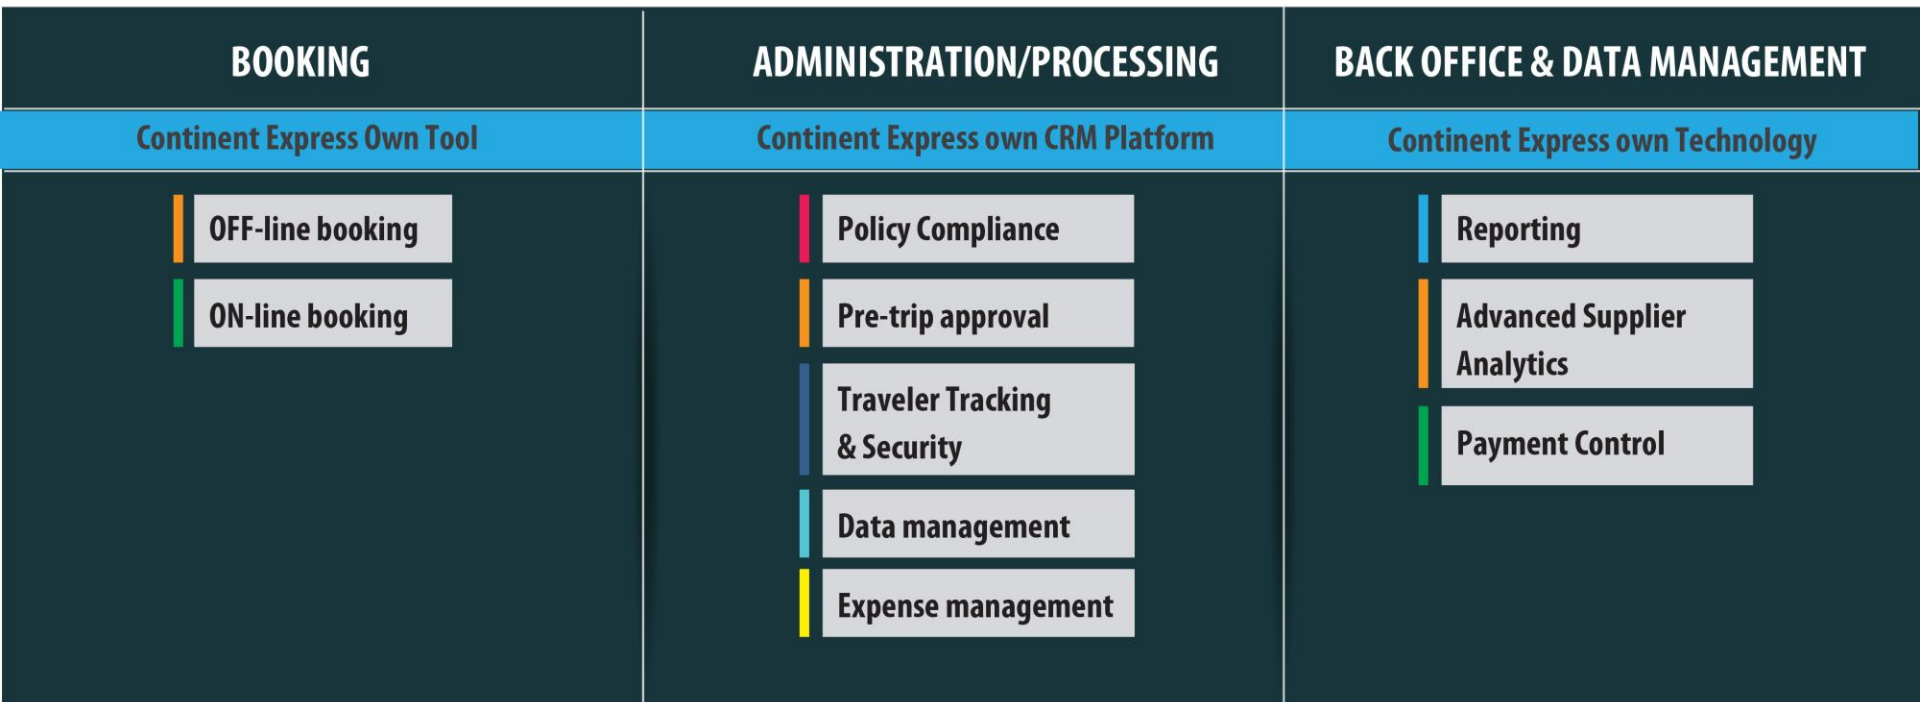 BOOKING
ADMINISTRATION/PROCESSING
BACK OFFICE & DATA MANAGEMENT
Continent Express Own Tool
Continent Express own CRM Platform
Continent Express own Technology
OFF-line booking
ON-line booking
Policy Compliance
Pre-trip approval
Traveler Tracking
& Security
Data management
Expense management
Reporting
Advanced Supplier
Analytics
Payment Control